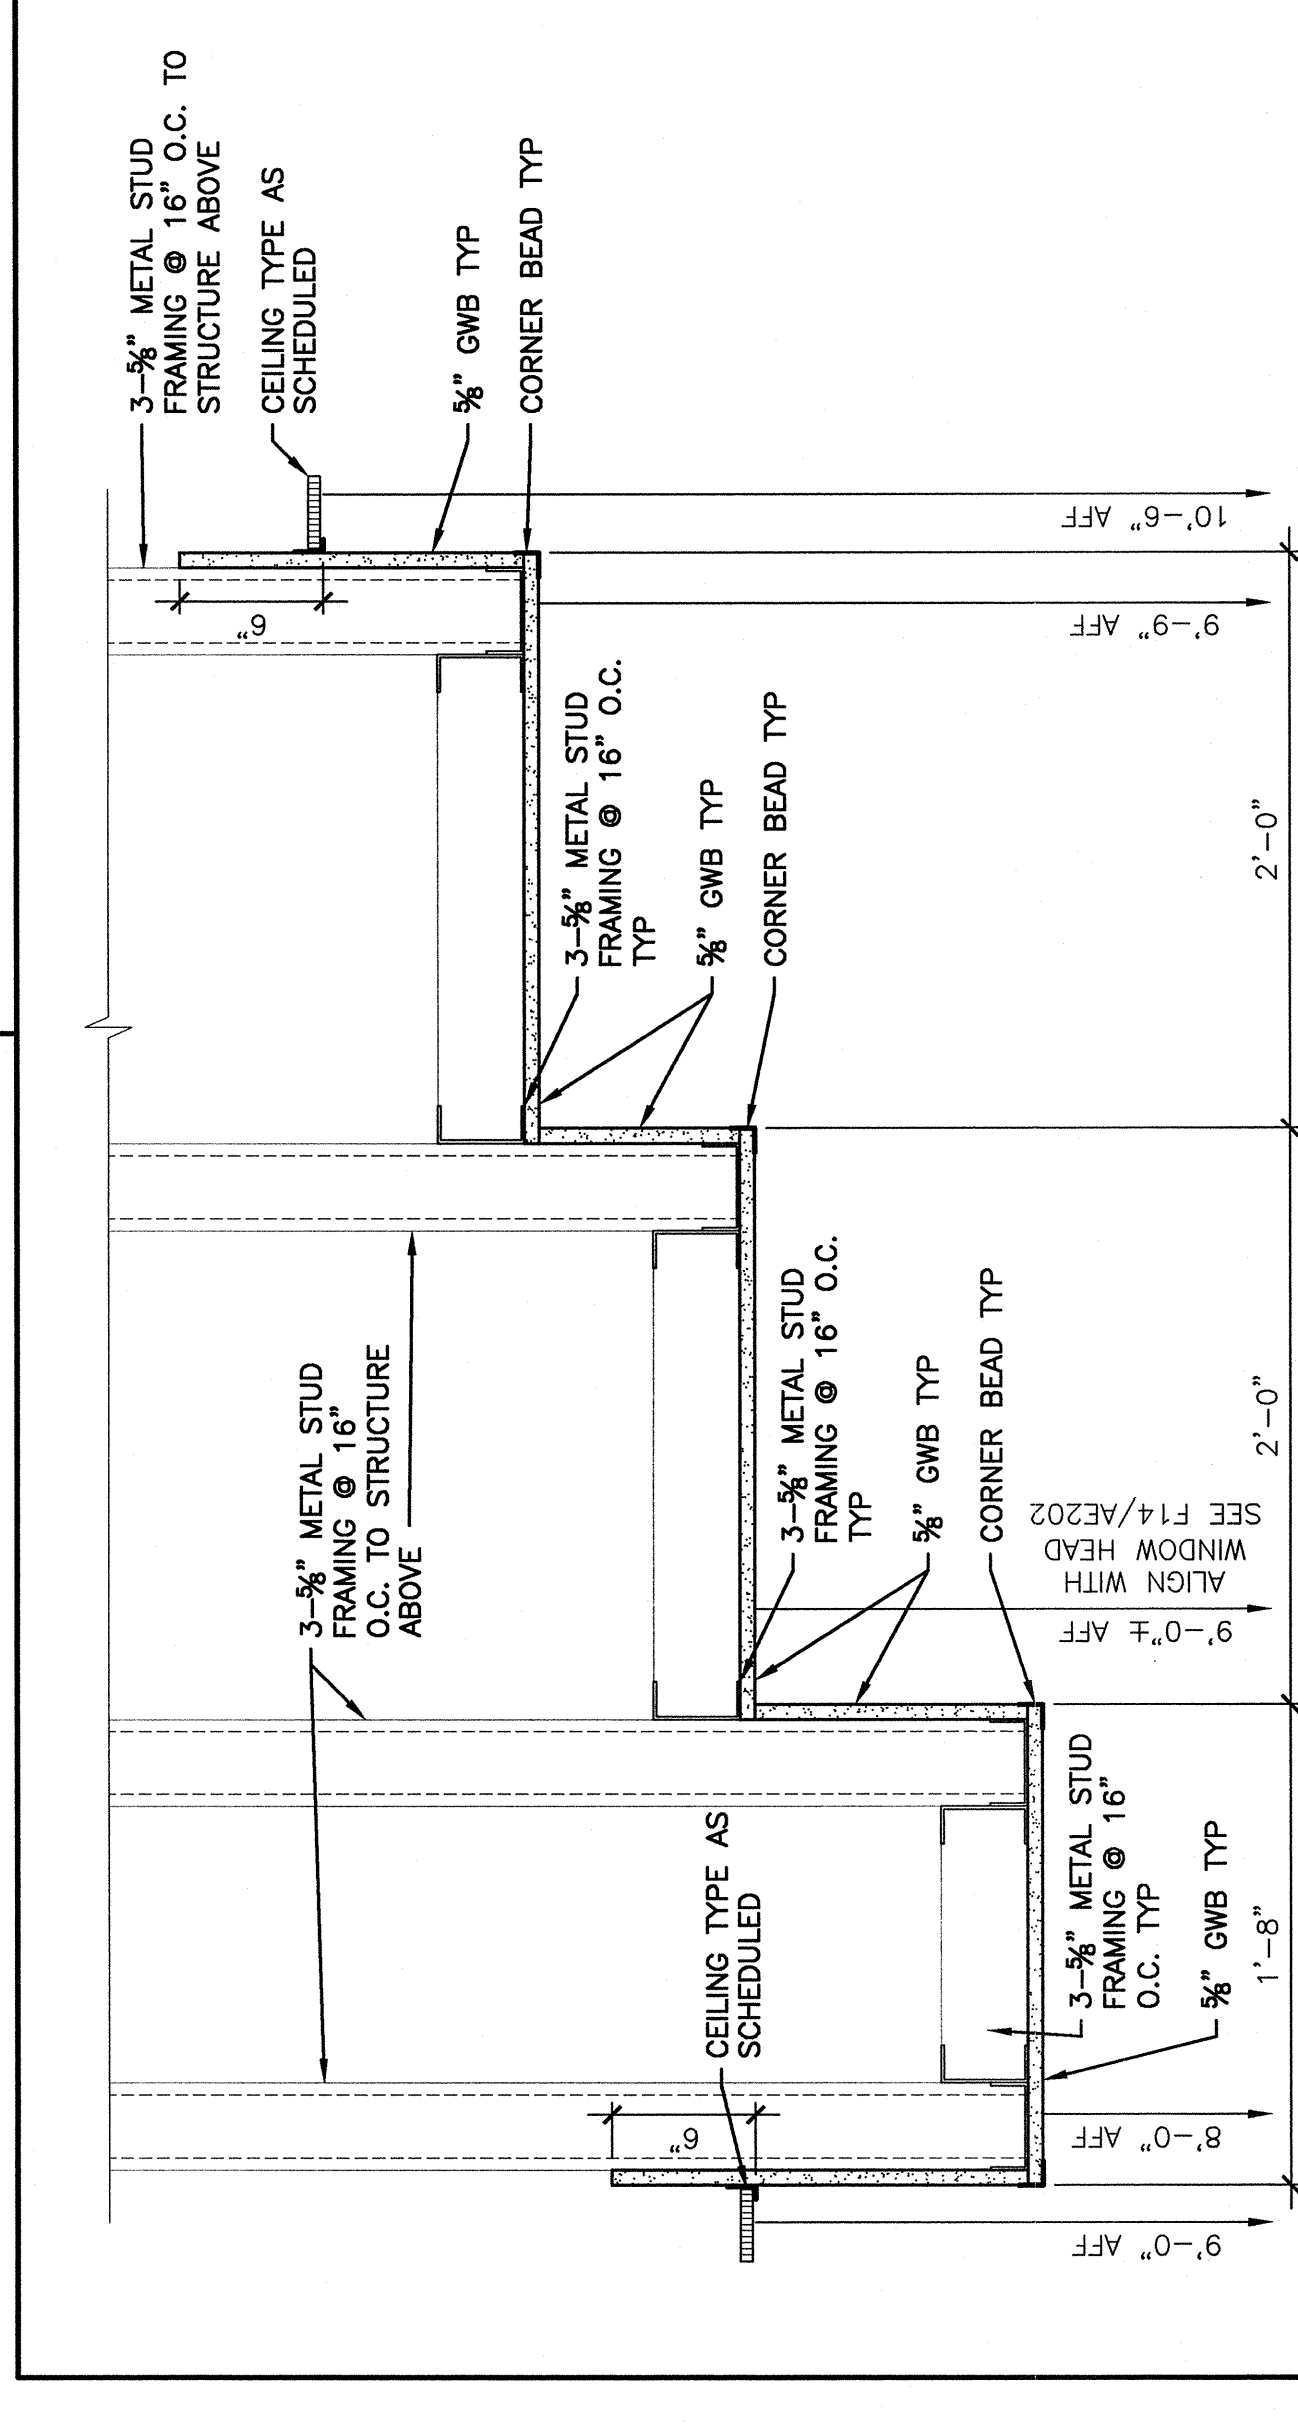 3-⅝" METAL STUD
FRAMING @ 16" O.C. TO
STRUCTURE ABOVE
CEILING TYPE AS
SCHEDULED
⅝" GWB TYP
CORNER BEAD TYP
10'-6" AFF
6"
9'-9" AFF
3-⅝" METAL STUD
FRAMING @ 16" O.C.
TYP
⅝" GWB TYP
CORNER BEAD TYP
2'-0"
3-⅝" METAL STUD
FRAMING @ 16"
O.C. TO STRUCTURE
ABOVE
3-⅝" METAL STUD
FRAMING @ 16" O.C.
TYP
⅝" GWB TYP
CORNER BEAD TYP
2'-0"
9'-0"± AFF
ALIGN WITH
WINDOW HEAD
SEE F14/AE202
CEILING TYPE AS
SCHEDULED
6"
3-⅝" METAL STUD
FRAMING @ 16"
O.C. TYP
⅝" GWB TYP
1'-8"
8'-0" AFF
9'-0" AFF